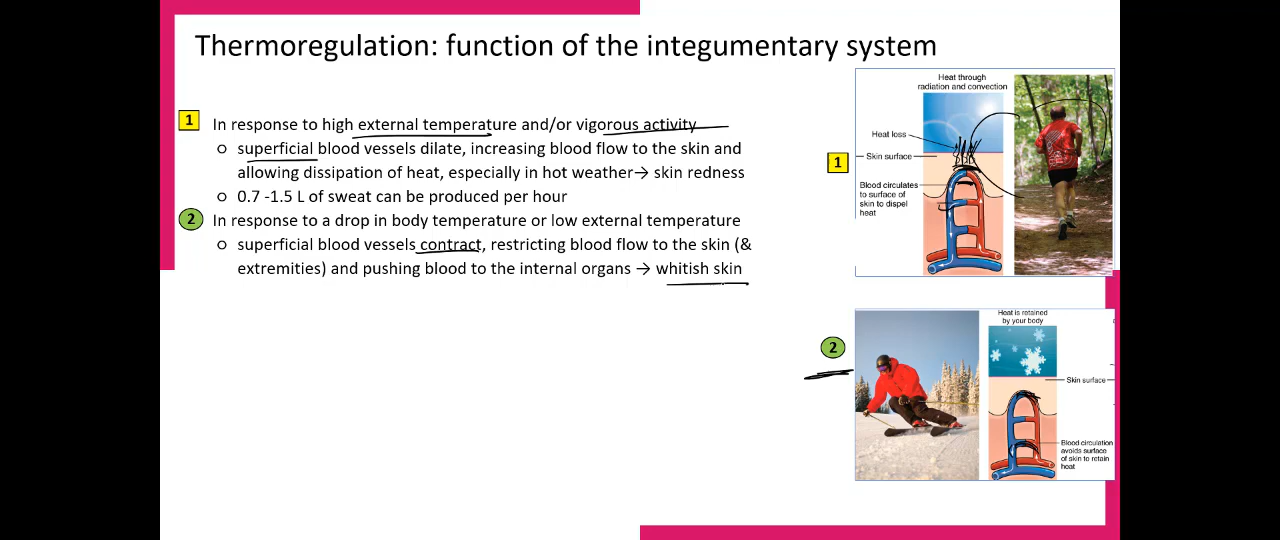 Thermoregulation: function of the integumentary system
1
In response to high external temperature and/or vigorous activity
o superficial blood vessels dilate, increasing blood flow to the skin and
allowing dissipation of heat, especially in hot weather→ skin redness
o 0.7 -1.5 L of sweat can be produced per hour
2
In response to a drop in body temperature or low external temperature
o superficial blood vessels contract, restricting blood flow to the skin (&
extremities) and pushing blood to the internal organs → whitish skin
1
Heat through
radiation and convection
Heat loss
Skin surface
Blood circulates
to surface of
skin to dispel
heat
2
Heat is retained
by your body
Skin surface
Blood circulation
avoids surface
of skin to retain
heat